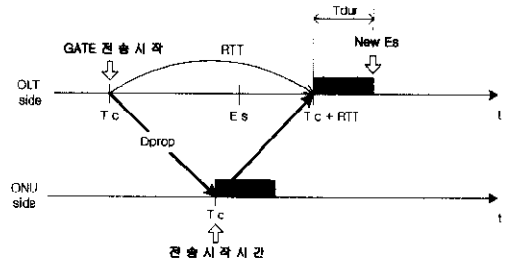 Tdur
GATE 전송시작
RTT
New Es
OLT
side
Tc
Es
Tc + RTT
t
Dprop
ONU
side
Tc
t
전송시작시간